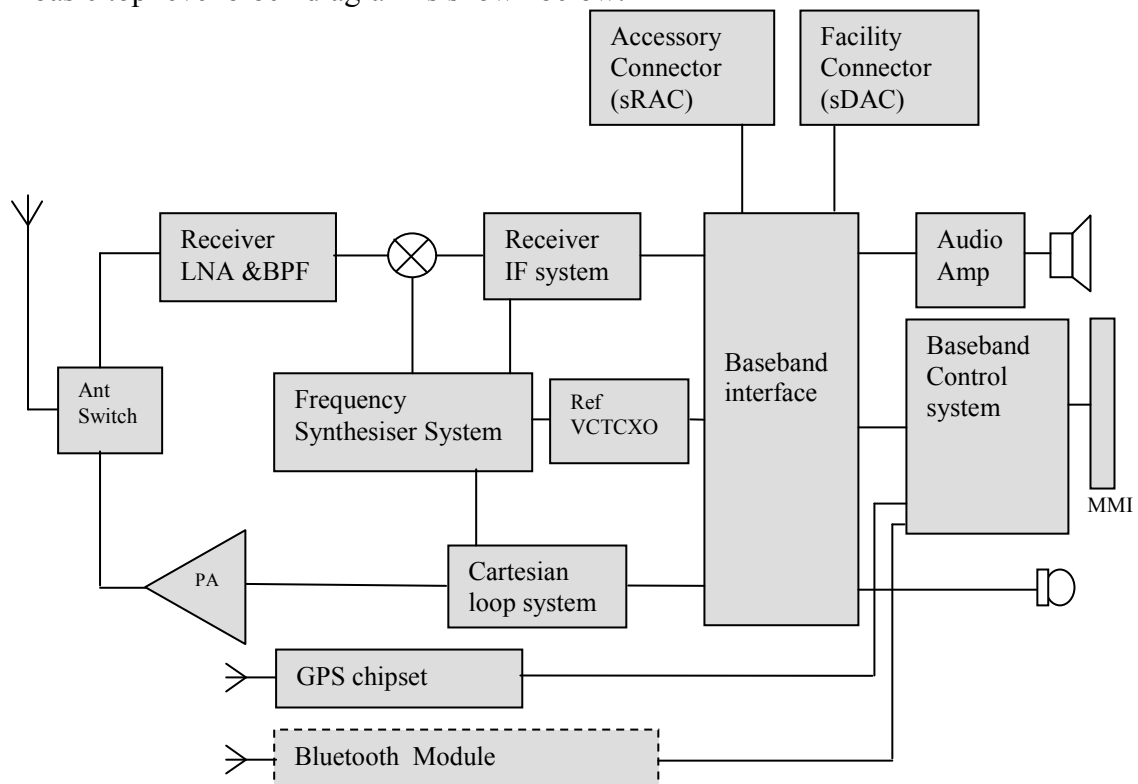 Accessory
Connector
(sRAC)
Facility
Connector
(sDAC)
Receiver
LNA &BPF
Receiver
IF system
Audio
Amp
Baseband
interface
Baseband
Control
system
Ant
Switch
Frequency
Synthesiser System
Ref
VCTCXO
MMI
PA
Cartesian
loop system
GPS chipset
Bluetooth Module